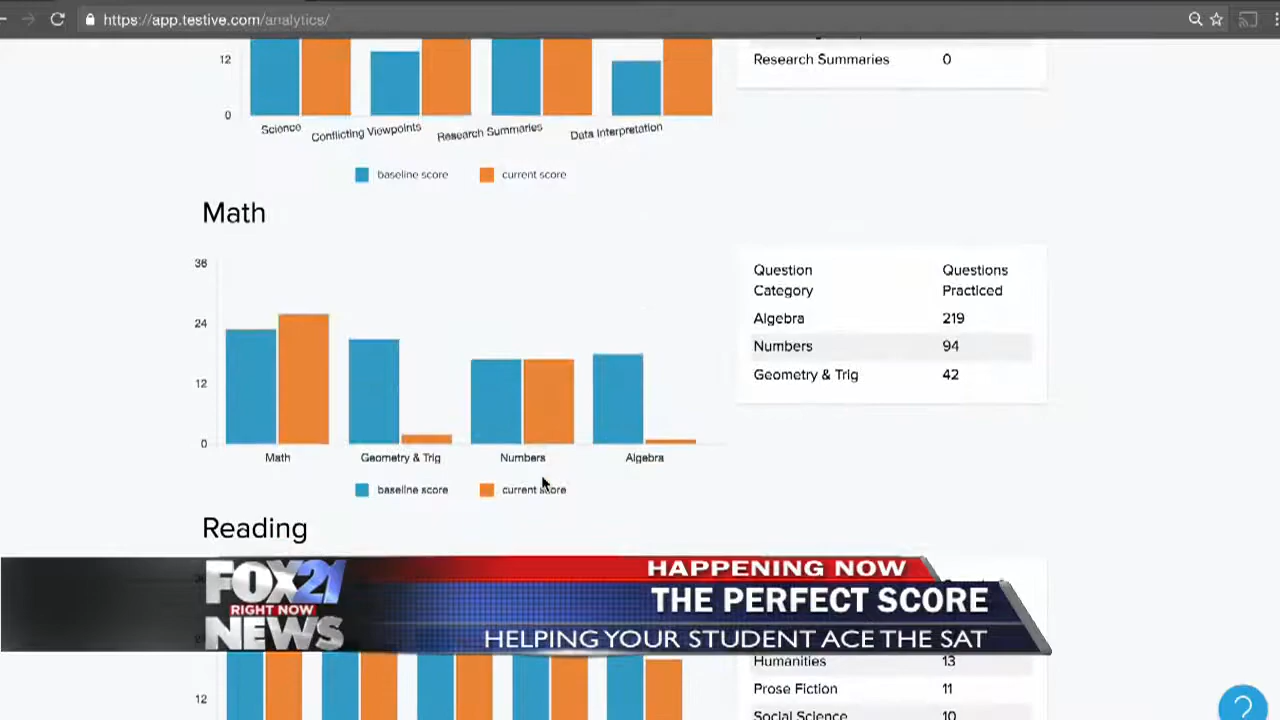 https://app.testive.com/analytics/
12
0
Science
Conflicting Viewpoints
Research Summaries
Data Interpretation
baseline score
current score
Research Summaries 0
Math
36
24
12
0
Math
Geometry & Trig
Numbers
Algebra
baseline score
current score
Question Category
Questions Practiced
Algebra 219
Numbers 94
Geometry & Trig 42
Reading
FOX21
RIGHT NOW
NEWS
HAPPENING NOW
THE PERFECT SCORE
HELPING YOUR STUDENT ACE THE SAT
12
Humanities 13
Prose Fiction 11
Social Science 10
?